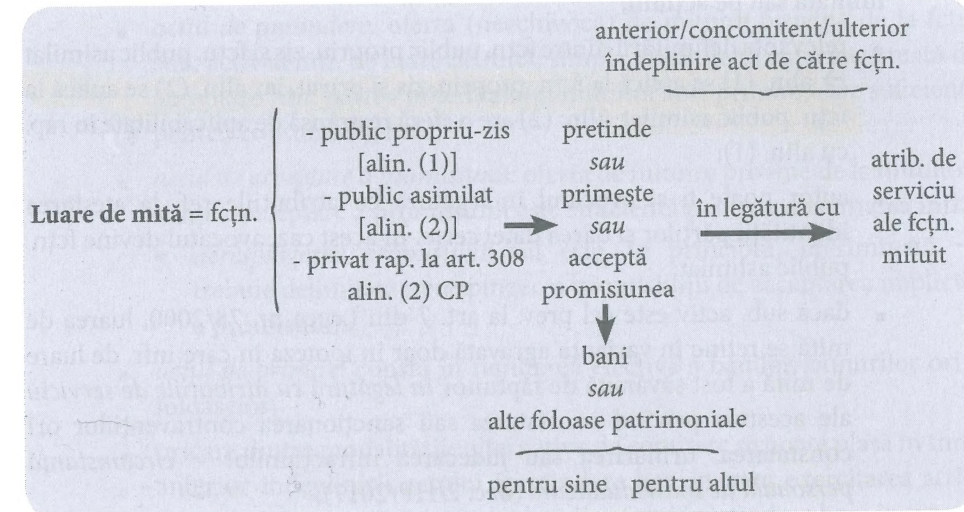 anterior/concomitent/ulterior
îndeplinire act de către fcțn.
- public propriu-zis
[alin. (1)]
- public asimilat
[alin. (2)]
- privat rap. la art. 308
alin. (2) CP
Luare de mită = fcțn.
pretinde
sau
primește
sau
acceptă
promisiunea
în legătură cu
atrib. de
serviciu
ale fcțn.
mituit
bani
sau
alte foloase patrimoniale
pentru sine pentru altul